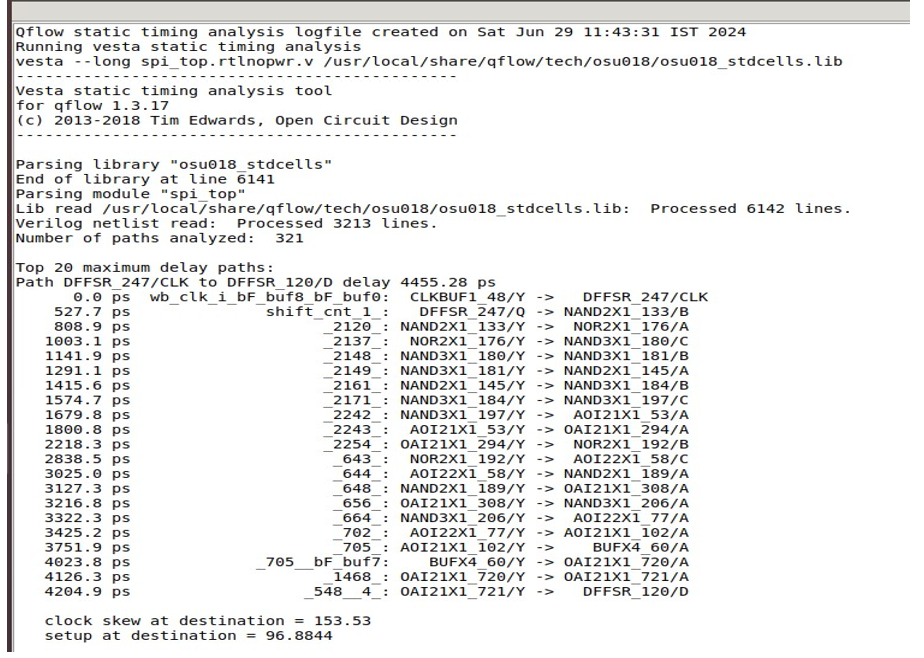 Qflow static timing analysis logfile created on Sat Jun 29 11:43:31 IST 2024
Running vesta static timing analysis
vesta --long spi_top.rtlnopwr.v /usr/local/share/qflow/tech/osu018/osu018_stdcells.lib
----------------------------------------------
Vesta static timing analysis tool
for qflow 1.3.17
(c) 2013-2018 Tim Edwards, Open Circuit Design
----------------------------------------------
Parsing library "osu018_stdcells"
End of library at line 6141
Parsing module "spi_top"
Lib read /usr/local/share/qflow/tech/osu018/osu018_stdcells.lib:  Processed 6142 lines.
Verilog netlist read:  Processed 3213 lines.
Number of paths analyzed:  321
Top 20 maximum delay paths:
Path DFFSR_247/CLK to DFFSR_120/D delay 4455.28 ps
0.0 ps  wb_clk_i_bF_buf8_bF_buf0:  CLKBUF1_48/Y ->    DFFSR_247/CLK
527.7 ps  shift_cnt_1_:    DFFSR_247/Q -> NAND2X1_133/B
808.9 ps  _2120_: NAND2X1_133/Y ->  NOR2X1_176/A
1003.1 ps  _2137_:  NOR2X1_176/Y -> NAND3X1_180/C
1141.9 ps  _2148_: NAND3X1_180/Y -> NAND3X1_181/B
1291.1 ps  _2149_: NAND3X1_181/Y -> NAND2X1_145/A
1415.6 ps  _2161_: NAND2X1_145/Y -> NAND3X1_184/B
1574.7 ps  _2171_: NAND3X1_184/Y -> NAND3X1_197/C
1679.8 ps  _2242_: NAND3X1_197/Y ->  AOI21X1_53/A
1800.8 ps  _2243_:  AOI21X1_53/Y -> OAI21X1_294/A
2218.3 ps  _2254_: OAI21X1_294/Y ->  NOR2X1_192/B
2838.5 ps  _643_:  NOR2X1_192/Y ->  AOI22X1_58/C
3025.0 ps  _644_:  AOI22X1_58/Y -> NAND2X1_189/A
3127.3 ps  _648_: NAND2X1_189/Y -> OAI21X1_308/A
3216.8 ps  _656_: OAI21X1_308/Y -> NAND3X1_206/A
3322.3 ps  _664_: NAND3X1_206/Y ->  AOI22X1_77/A
3425.2 ps  _702_:  AOI22X1_77/Y -> AOI21X1_102/A
3751.9 ps  _705_: AOI21X1_102/Y ->     BUFX4_60/A
4023.8 ps  _705__bF_buf7:     BUFX4_60/Y -> OAI21X1_720/A
4126.3 ps  _1468_: OAI21X1_720/Y -> OAI21X1_721/A
4204.9 ps  _548__4_: OAI21X1_721/Y ->    DFFSR_120/D
clock skew at destination = 153.53
setup at destination = 96.8844